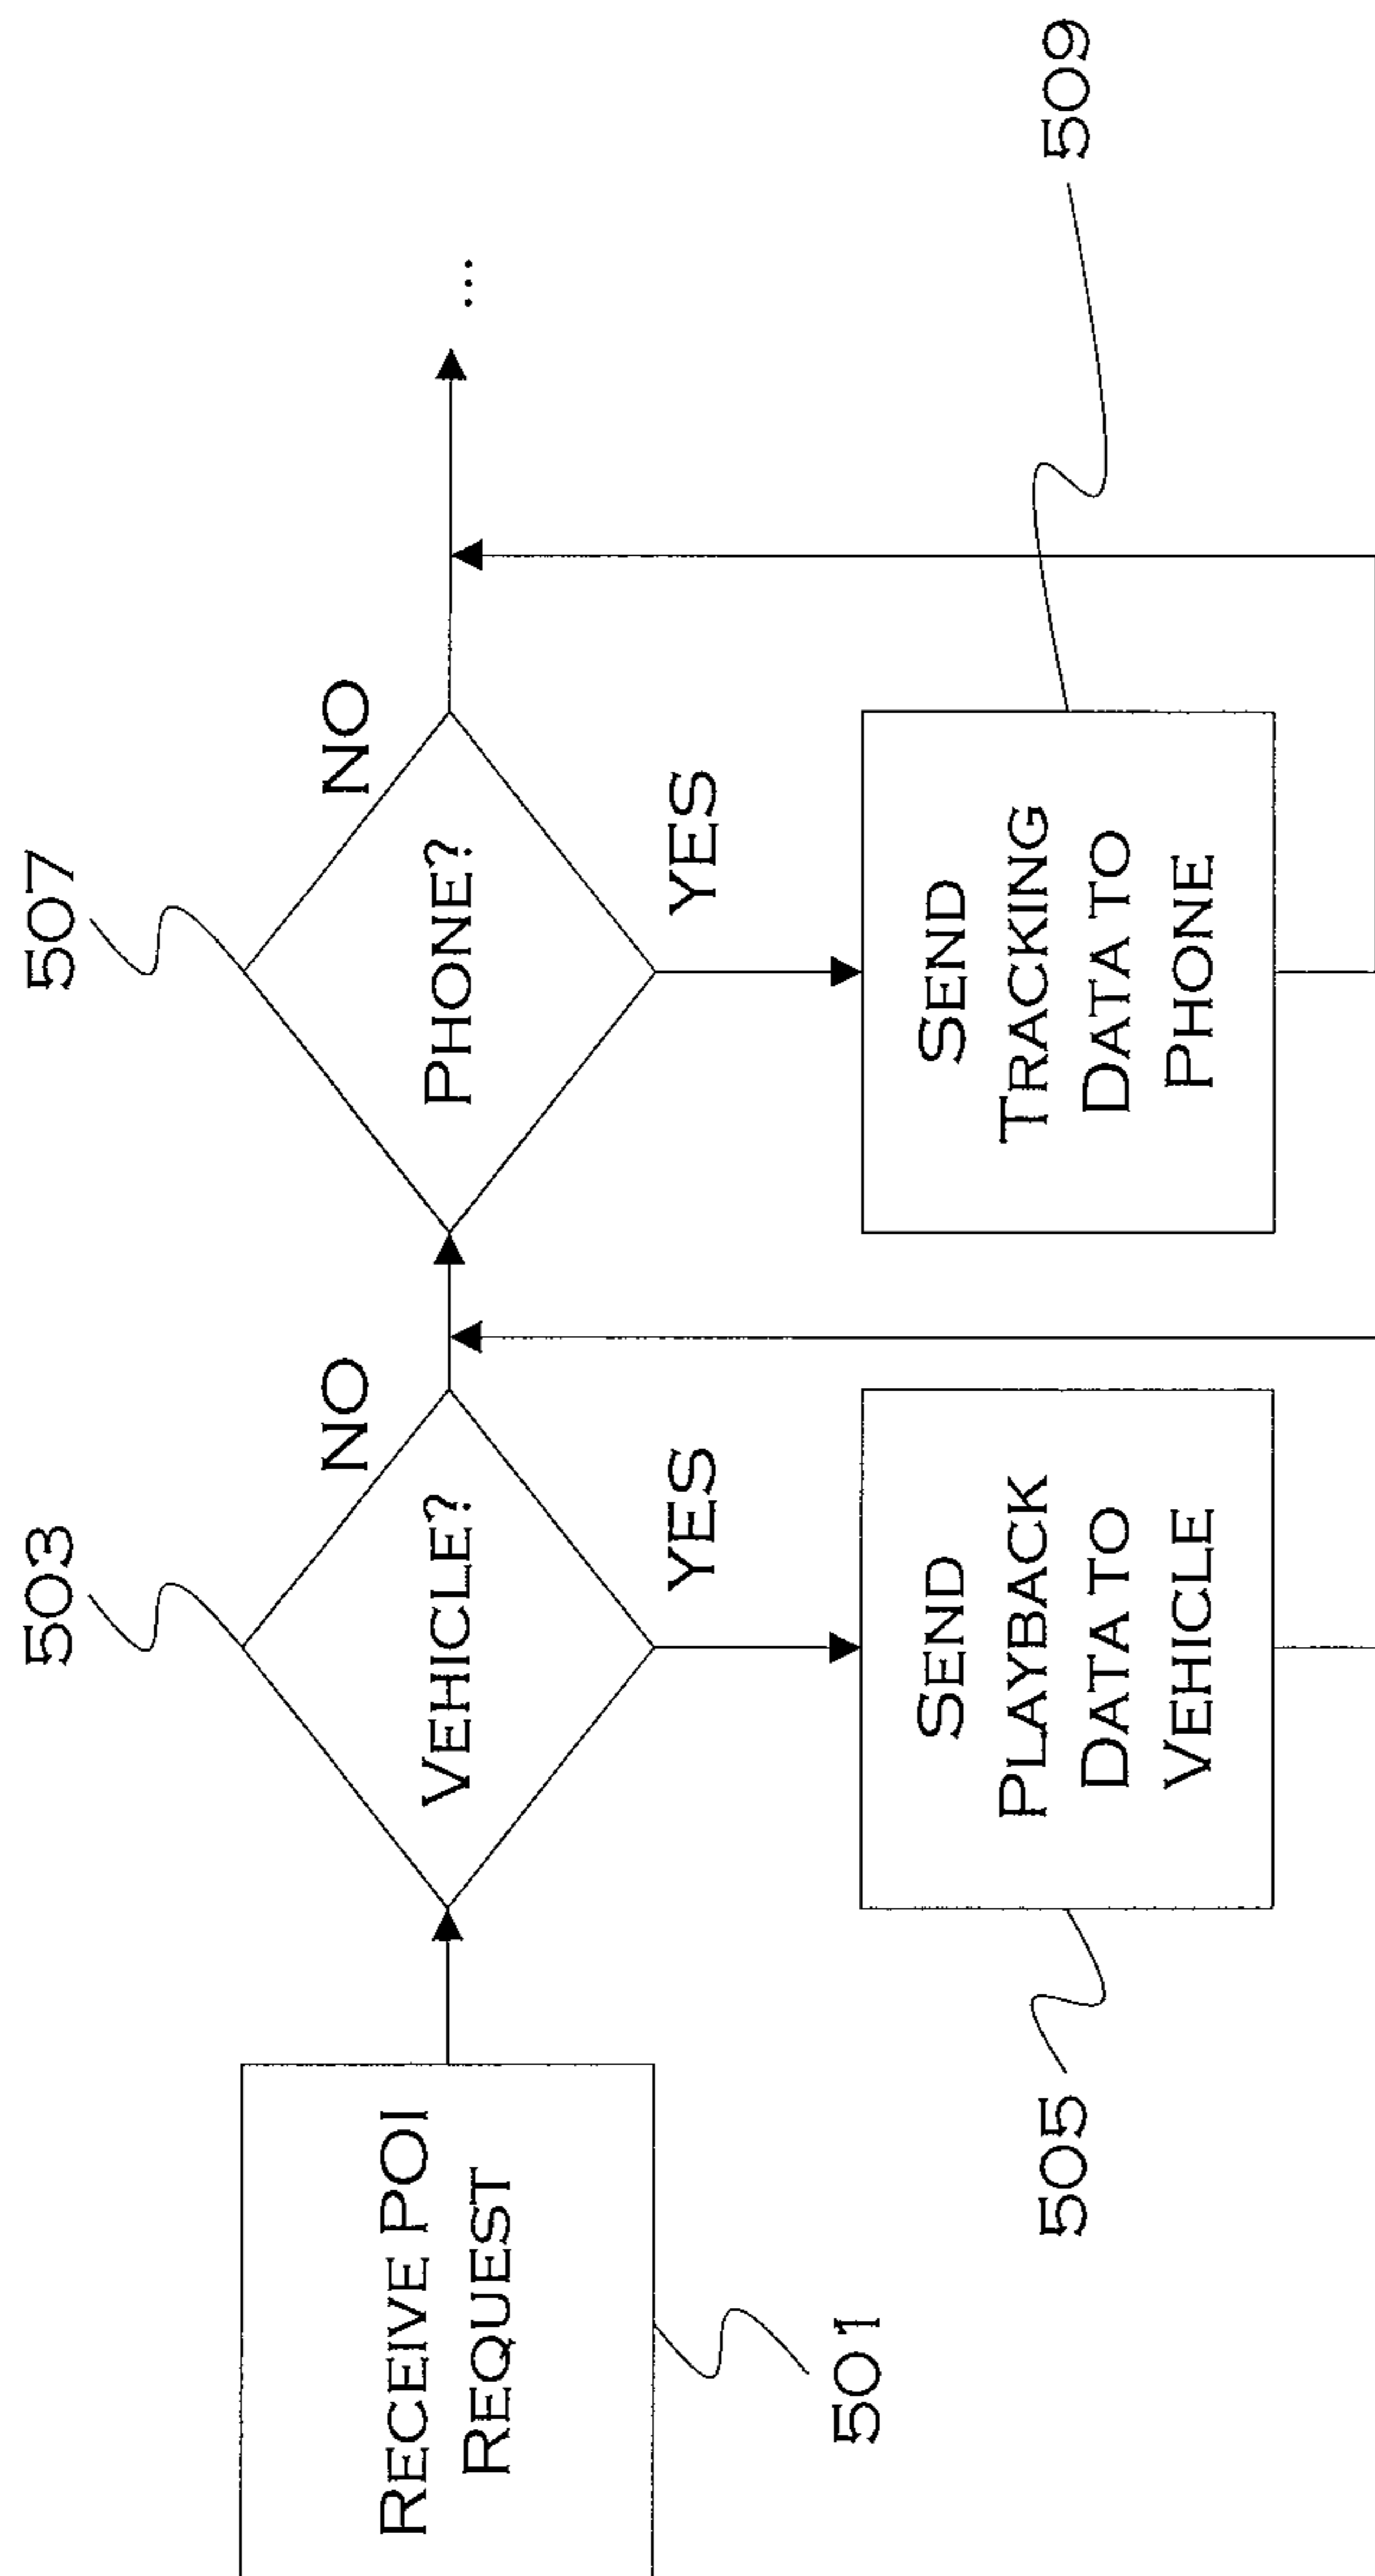 RECEIVE POI
REQUEST
501
503
VEHICLE?
NO
YES
SEND
PLAYBACK
DATA TO
VEHICLE
505
507
PHONE?
NO
YES
SEND
TRACKING
DATA TO
PHONE
509
...